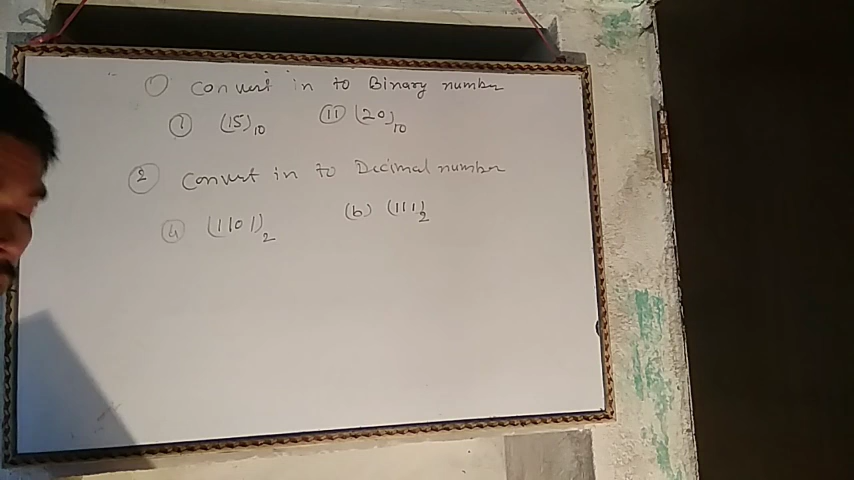 ① Convert in to Binary number
(i) (15)10 (ii) (20)10
② Convert in to Decimal number
(a) (1101)2 (b) (111)2